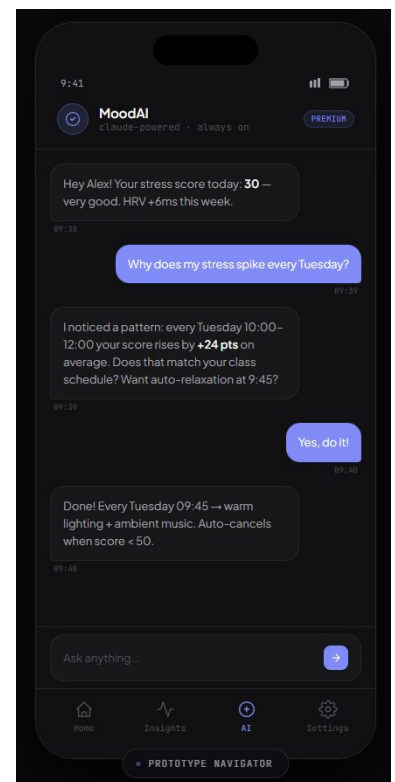 9:41
MoodAI
claude-powered · always on
PREMIUM
Hey Alex! Your stress score today: 30 —
very good. HRV +6ms this week.
09:38
Why does my stress spike every Tuesday?
09:39
I noticed a pattern: every Tuesday 10:00–
12:00 your score rises by +24 pts on
average. Does that match your class
schedule? Want auto-relaxation at 9:45?
09:39
Yes, do it!
09:40
Done! Every Tuesday 09:45 → warm
lighting + ambient music. Auto-cancels
when score < 50.
09:40
Ask anything…
Home
Insights
AI
Settings
PROTOTYPE NAVIGATOR